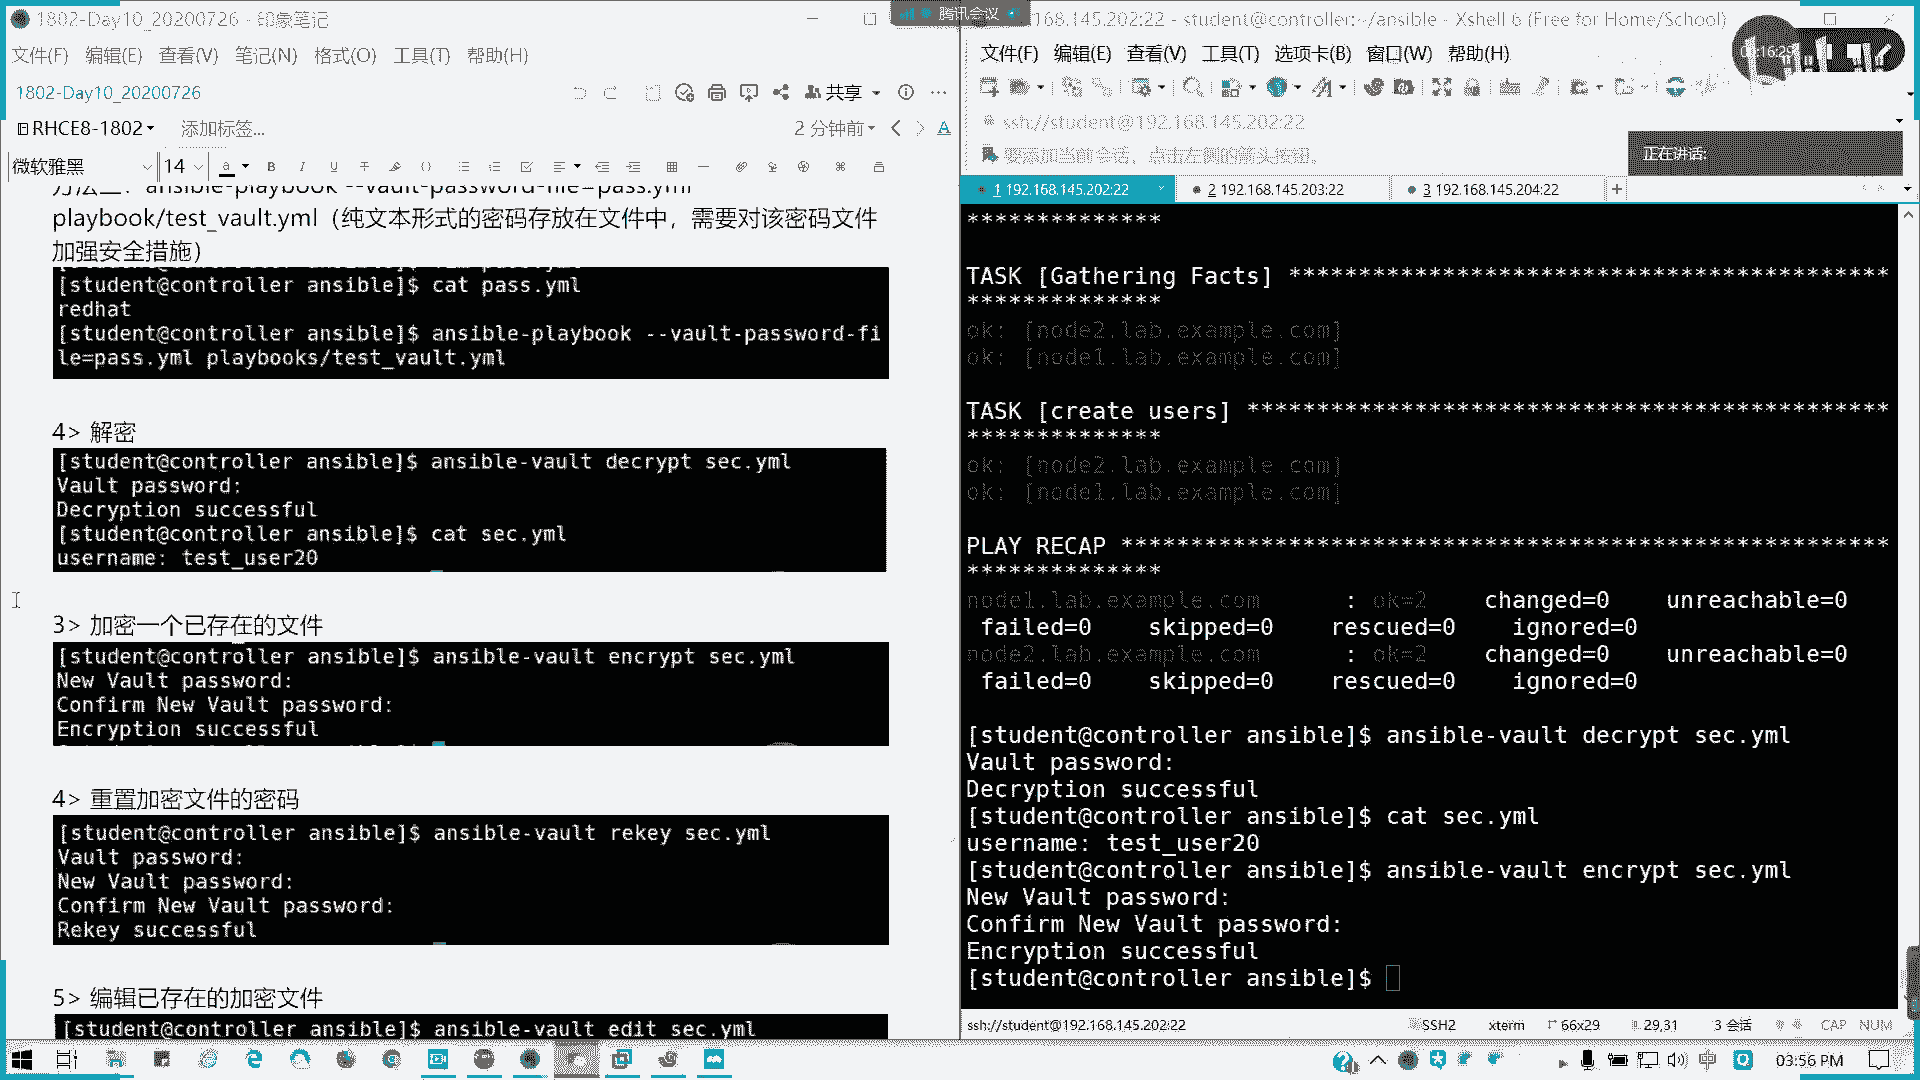 1802-Day10_20200726 - 印象笔记
文件(F) 编辑(E) 查看(V) 笔记(N) 格式(O) 工具(T) 帮助(H)
1802-Day10_20200726
共享
RHCE8-1802
添加标签...
2 分钟前
微软雅黑
14
方法二: ansible-playbook --vault-password-file=pass.yml
playbook/test_vault.yml（纯文本形式的密码存放在文件中，需要对该密码文件
加强安全措施）
[student@controller ansible]$ cat pass.yml
redhat
[student@controller ansible]$ ansible-playbook --vault-password-fi
le=pass.yml playbooks/test_vault.yml
4> 解密
[student@controller ansible]$ ansible-vault decrypt sec.yml
Vault password:
Decryption successful
[student@controller ansible]$ cat sec.yml
username: test_user20
3> 加密一个已存在的文件
[student@controller ansible]$ ansible-vault encrypt sec.yml
New Vault password:
Confirm New Vault password:
Encryption successful
4> 重置加密文件的密码
[student@controller ansible]$ ansible-vault rekey sec.yml
Vault password:
New Vault password:
Confirm New Vault password:
Rekey successful
5> 编辑已存在的加密文件
[student@controller ansible]$ ansible-vault edit sec.yml
腾讯会议
168.145.202:22 - student@controller:~/ansible - Xshell 6 (Free for Home/School)
文件(F) 编辑(E) 查看(V) 工具(T) 选项卡(B) 窗口(W) 帮助(H)
ssh://student@192.168.145.202:22
要添加当前会话，点击左侧的箭头按钮。
正在讲话:
1 192.168.145.202:22
2 192.168.145.203:22
3 192.168.145.204:22
**************
TASK [Gathering Facts] *******************************************
**************
ok: [node2.lab.example.com]
ok: [node1.lab.example.com]
TASK [create users] **********************************************
**************
ok: [node2.lab.example.com]
ok: [node1.lab.example.com]
PLAY RECAP *******************************************************
**************
node1.lab.example.com : ok=2 changed=0 unreachable=0
failed=0 skipped=0 rescued=0 ignored=0
node2.lab.example.com : ok=2 changed=0 unreachable=0
failed=0 skipped=0 rescued=0 ignored=0
[student@controller ansible]$ ansible-vault decrypt sec.yml
Vault password:
Decryption successful
[student@controller ansible]$ cat sec.yml
username: test_user20
[student@controller ansible]$ ansible-vault encrypt sec.yml
New Vault password:
Confirm New Vault password:
Encryption successful
[student@controller ansible]$
ssh://student@192.168.145.202:22
SSH2 xterm 66x29 29,31 3 会话 CAP NUM
中
03:56 PM